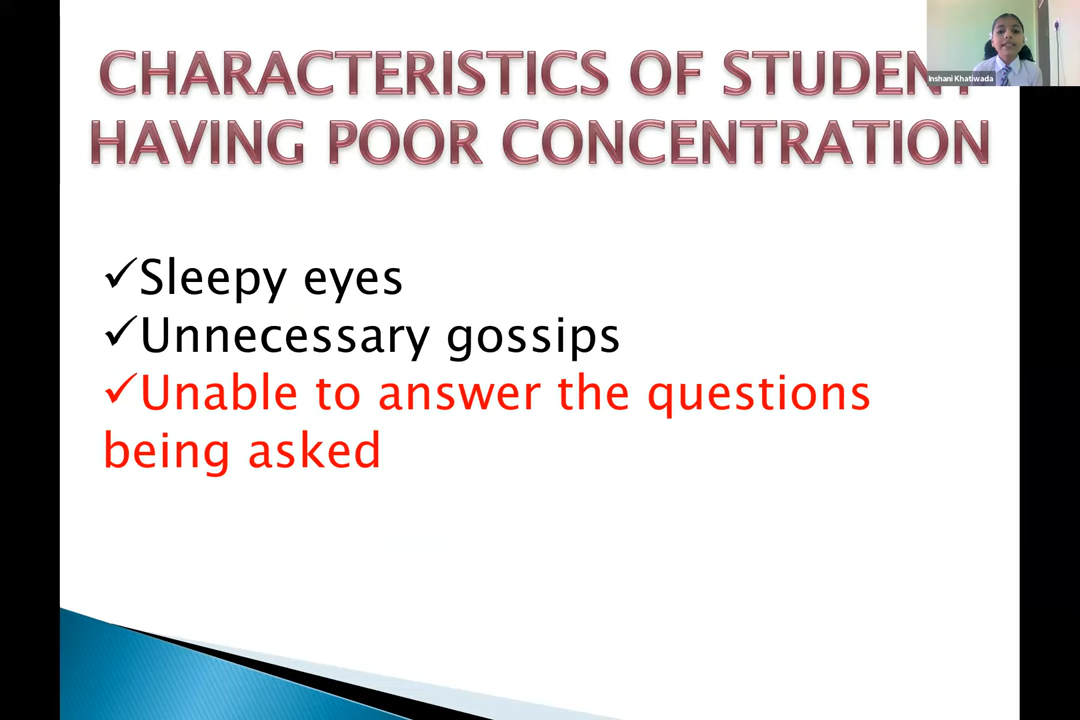 CHARACTERISTICS OF STUDENT
HAVING POOR CONCENTRATION
Inshani Khatiwada
✓Sleepy eyes
✓Unnecessary gossips
✓Unable to answer the questions
being asked